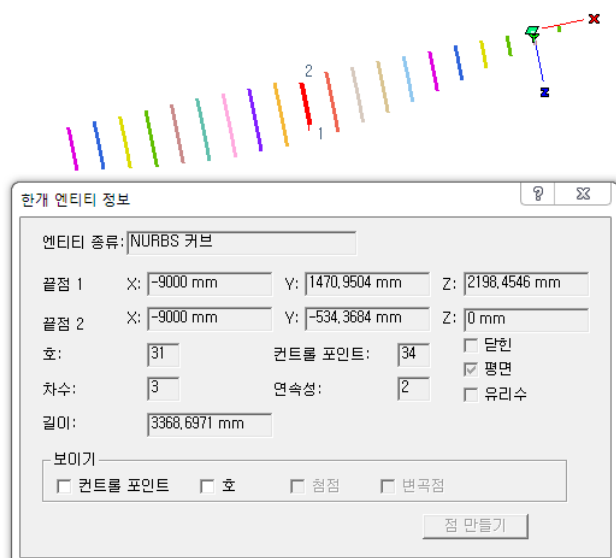 X
Z
2
1
한개 엔티티 정보
엔티티 종류: NURBS 커브
끝점 1 X: -9000 mm Y: 1470,9504 mm Z: 2198,4546 mm
끝점 2 X: -9000 mm Y: -534,3684 mm Z: 0 mm
호: 31 컨트롤 포인트: 34 닫힌
평면
차수: 3 연속성: 2 유리수
길이: 3368,6971 mm
보이기
컨트롤 포인트 호 첨점 변곡점
점 만들기